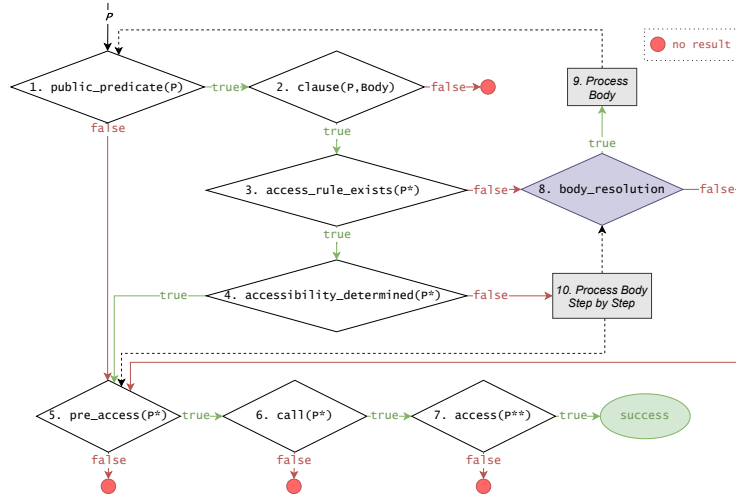 P
no result
1. public_predicate(P)
true
2. clause(P,Body)
false
9. Process
Body
false
true
true
3. access_rule_exists(P*)
false
8. body_resolution
false
true
true
4. accessibility_determined(P*)
false
10. Process Body
Step by Step
5. pre_access(P*)
true
6. call(P*)
true
7. access(P**)
true
success
false
false
false